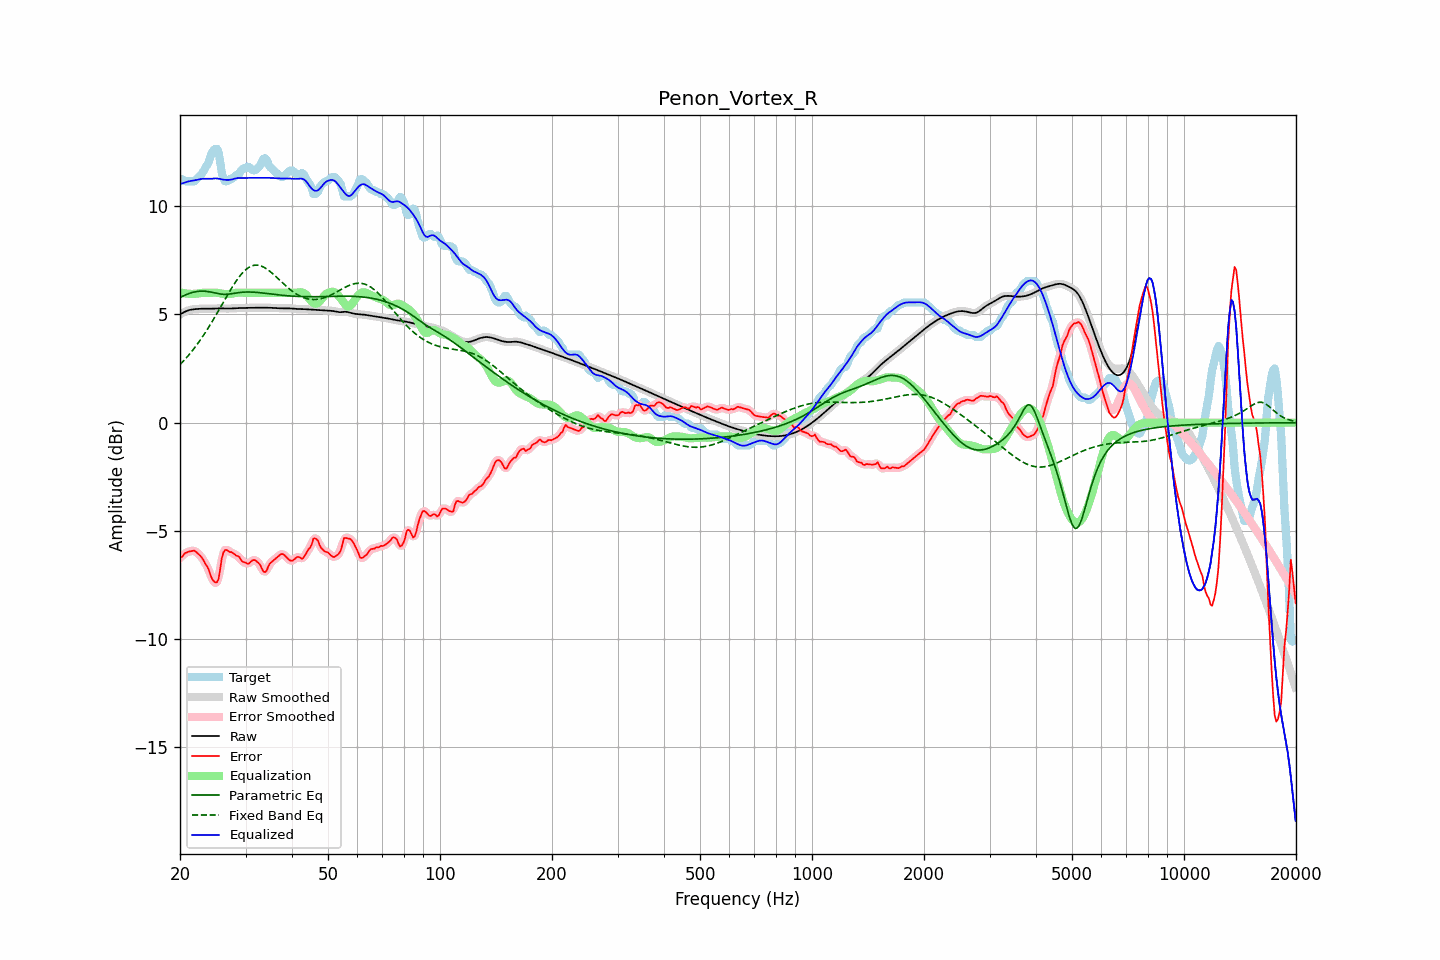 Penon_Vortex_R
Amplitude (dBr)
10
5
0
−5
−10
−15
Target
Raw Smoothed
Error Smoothed
Raw
Error
Equalization
Parametric Eq
Fixed Band Eq
Equalized
20 50 100 200 500 1000 2000 5000 10000 20000
Frequency (Hz)